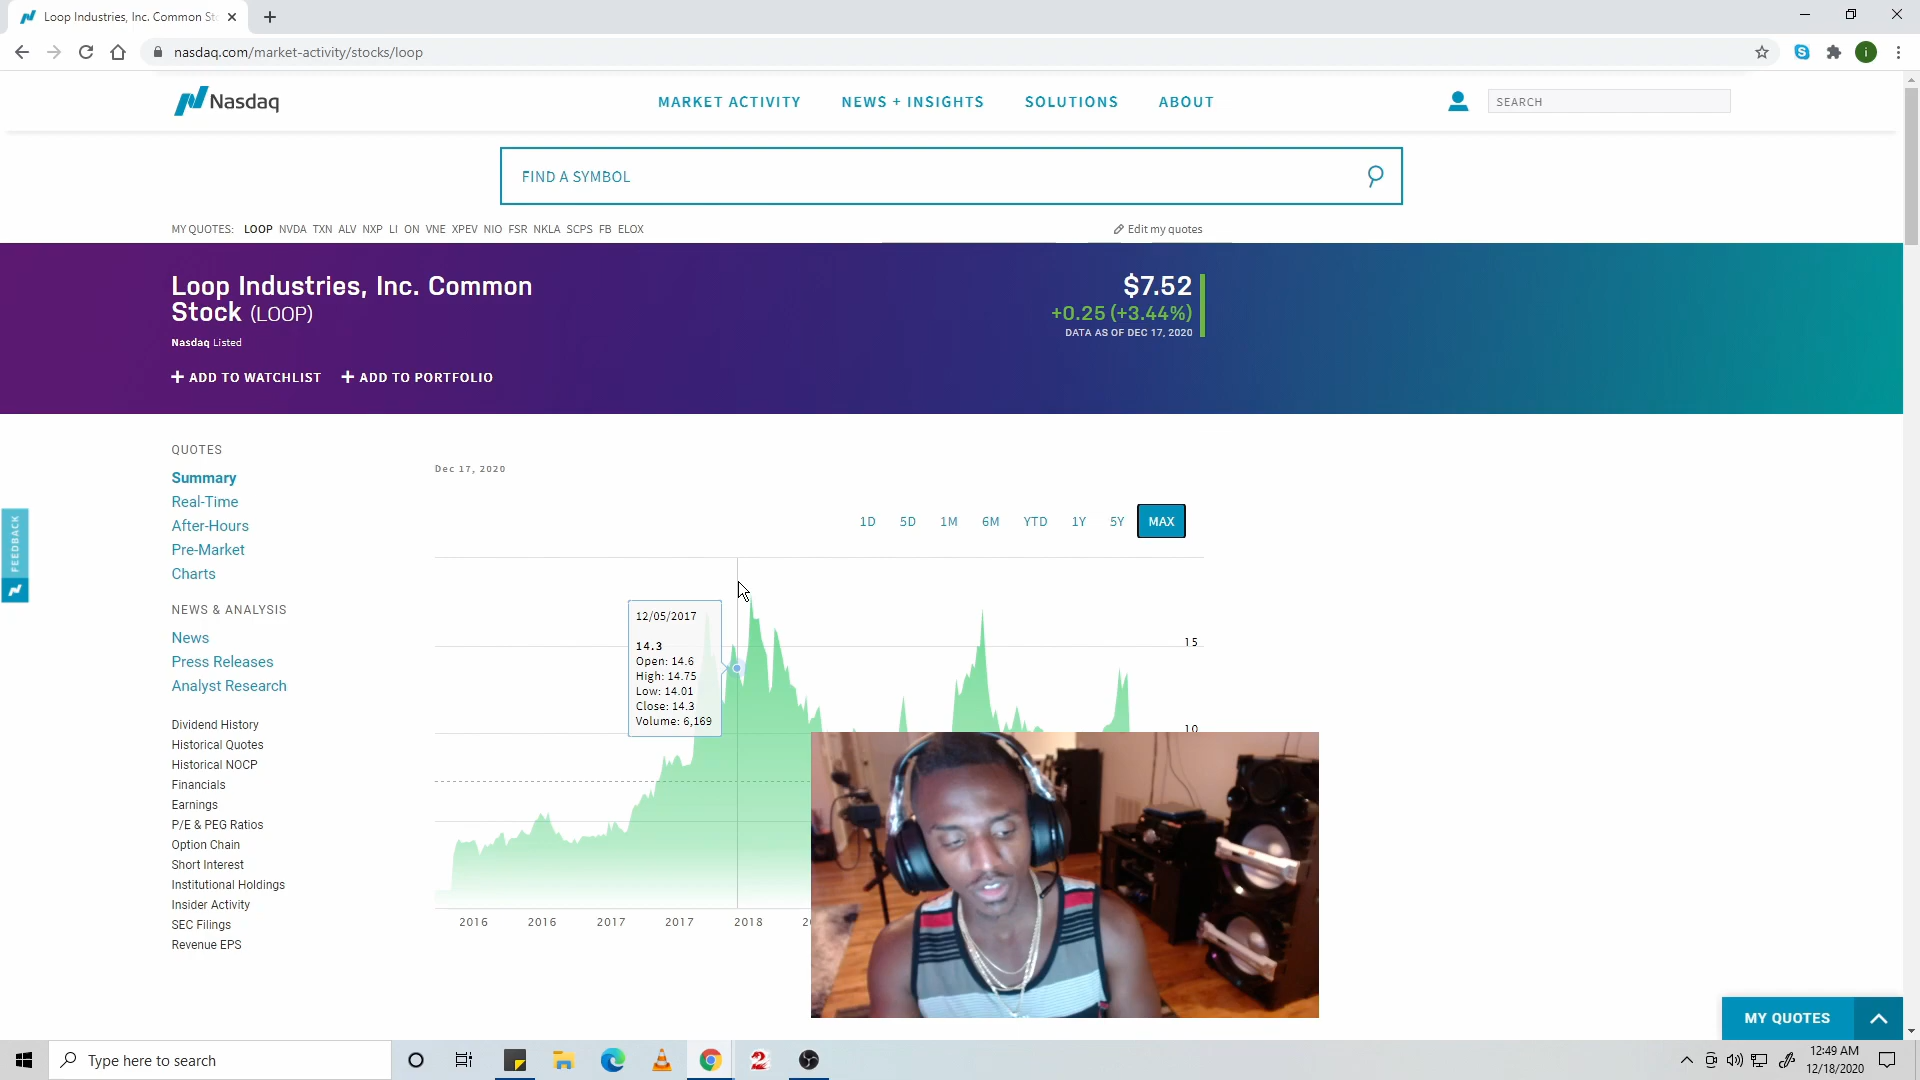 Loop Industries, Inc. Common St
nasdaq.com/market-activity/stocks/loop
i
Nasdaq
MARKET ACTIVITY
NEWS + INSIGHTS
SOLUTIONS
ABOUT
SEARCH
FIND A SYMBOL
MY QUOTES: LOOP NVDA TXN ALV NXP LI ON VNE XPEV NIO FSR NKLA SCPS FB ELOX
Edit my quotes
Loop Industries, Inc. Common
Stock (LOOP)
Nasdaq Listed
+ ADD TO WATCHLIST + ADD TO PORTFOLIO
$7.52
+0.25 (+3.44%)
DATA AS OF DEC 17, 2020
FEEDBACK
QUOTES
Summary
Real-Time
After-Hours
Pre-Market
Charts
NEWS & ANALYSIS
News
Press Releases
Analyst Research
Dividend History
Historical Quotes
Historical NOCP
Financials
Earnings
P/E & PEG Ratios
Option Chain
Short Interest
Institutional Holdings
Insider Activity
SEC Filings
Revenue EPS
Dec 17, 2020
1D 5D 1M 6M YTD 1Y 5Y MAX
12/05/2017
14.3
Open: 14.6
High: 14.75
Low: 14.01
Close: 14.3
Volume: 6,169
15
10
2016 2016 2017 2017 2018
MY QUOTES
Type here to search
12:49 AM
12/18/2020